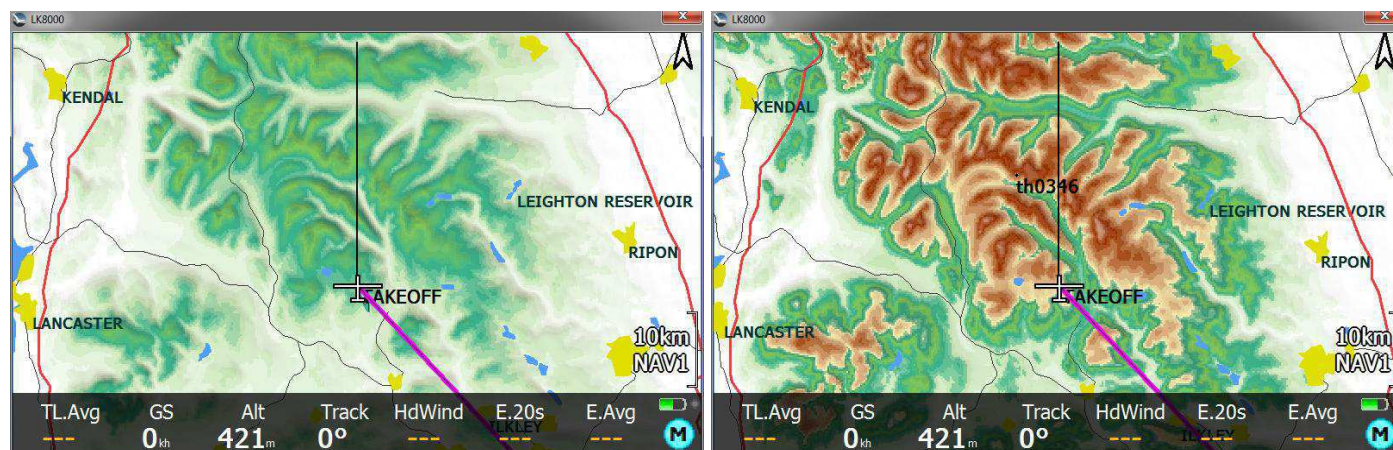 LK8000
KENDAL
LEIGHTON RESERVOIR
RIPON
TAKEOFF
LANCASTER
10km
NAV1
TL.Avg GS Alt Track HdWind E.20s E.Avg
--- 0kh 421m 0° --- --- ---
ILKLEY
M
LK8000
KENDAL
th0346
LEIGHTON RESERVOIR
RIPON
TAKEOFF
LANCASTER
10km
NAV1
TL.Avg GS Alt Track HdWind E.20s E.Avg
--- 0kh 421m 0° --- --- ---
ILKLEY
M